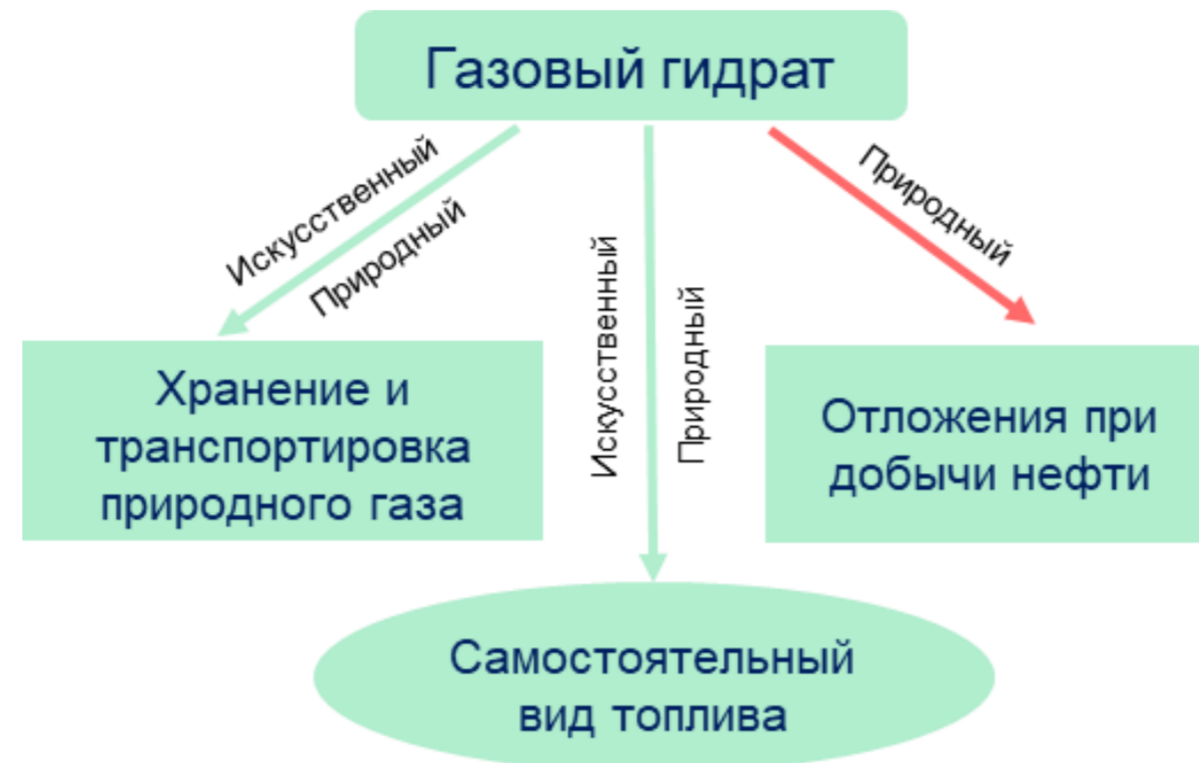 Газовый гидрат
Искусственный
Природный
Искусственный
Природный
Природный
Хранение и
транспортировка
природного газа
Отложения при
добычи нефти
Самостоятельный
вид топлива